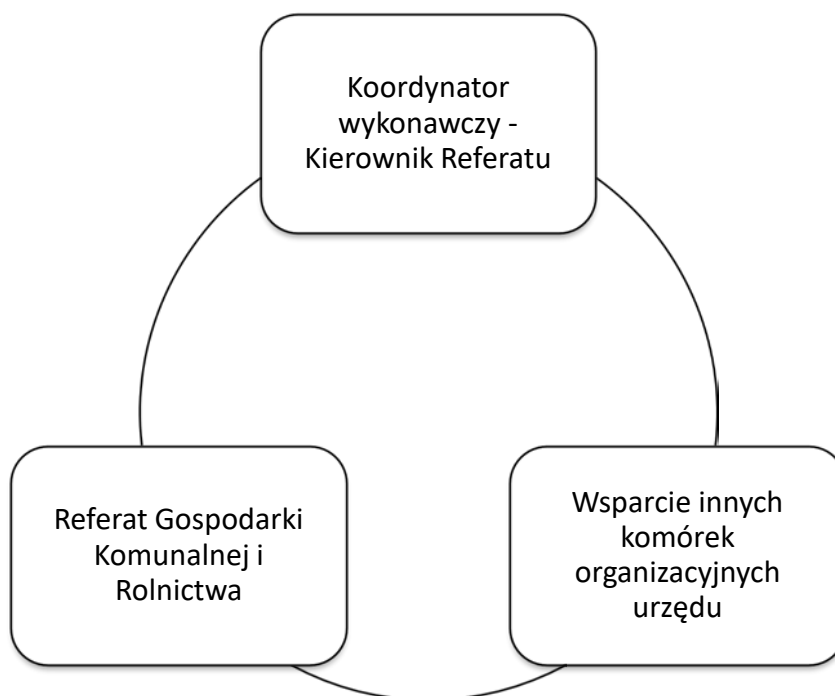 Koordynator
wykonawczy -
Kierownik Referatu
Referat Gospodarki
Komunalnej i
Rolnictwa
Wsparcie innych
komórek
organizacyjnych
urzędu